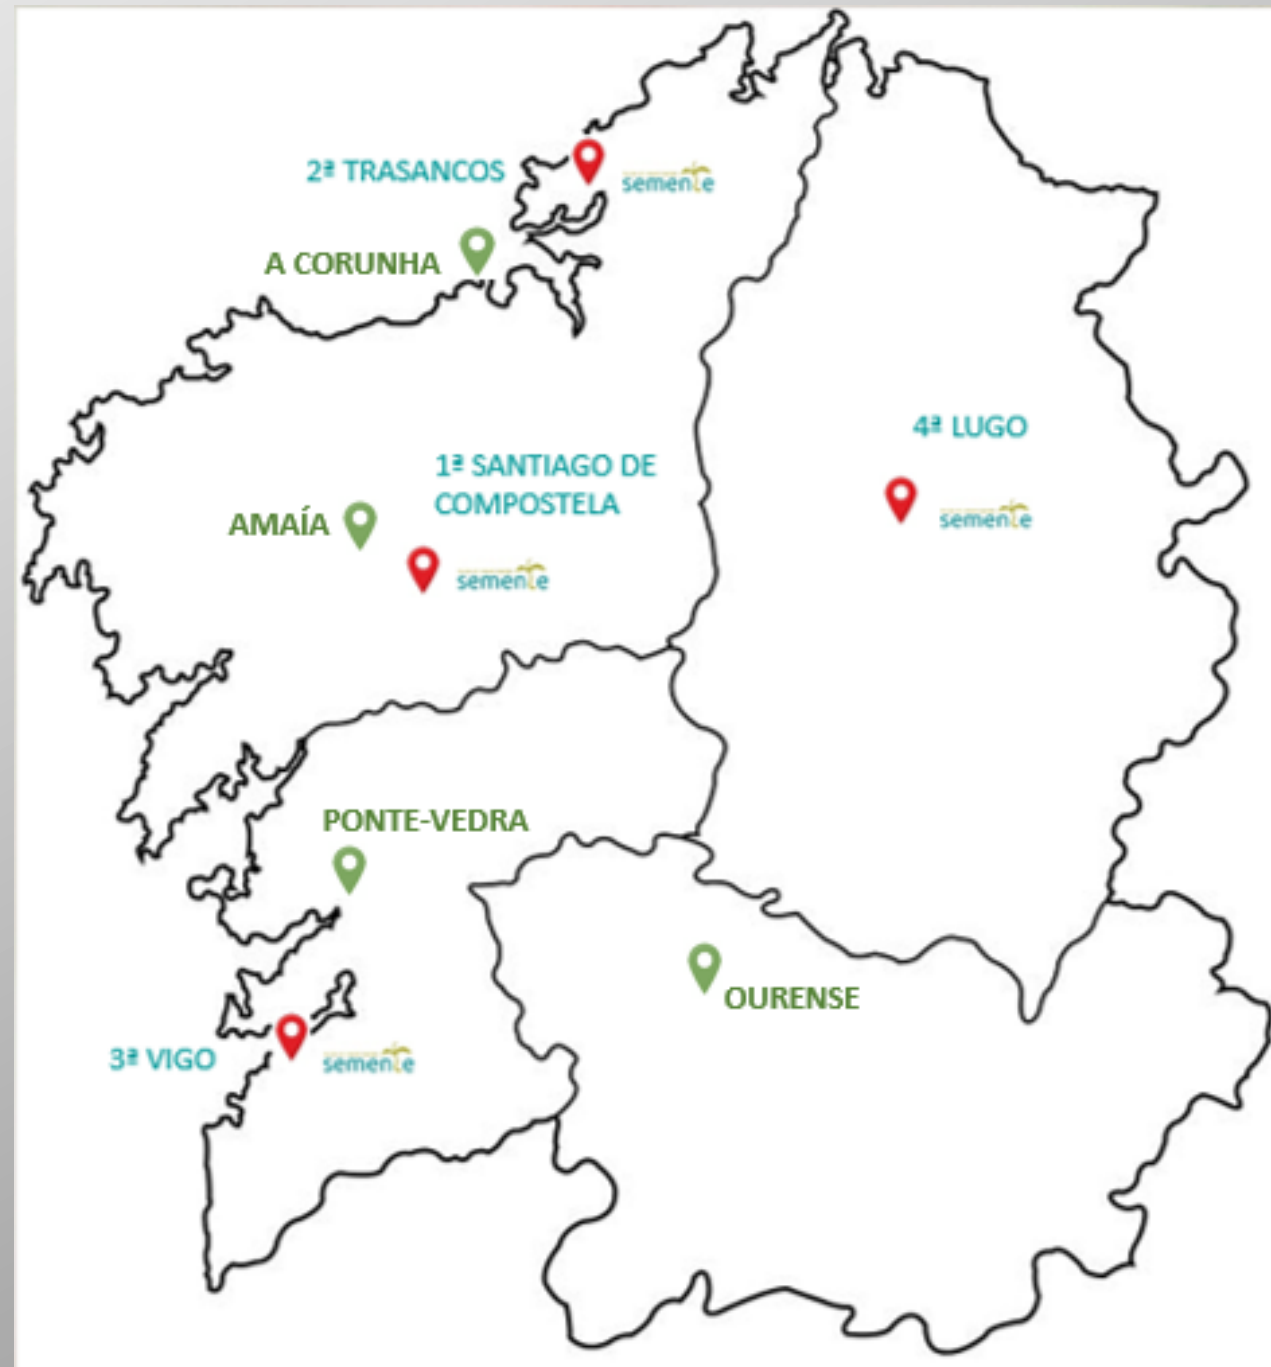 2ª TRASANCOS
semente
A CORUNHA
4ª LUGO
semente
1ª SANTIAGO DE
COMPOSTELA
AMAÍA
semente
PONTE-VEDRA
OURENSE
3ª VIGO
semente